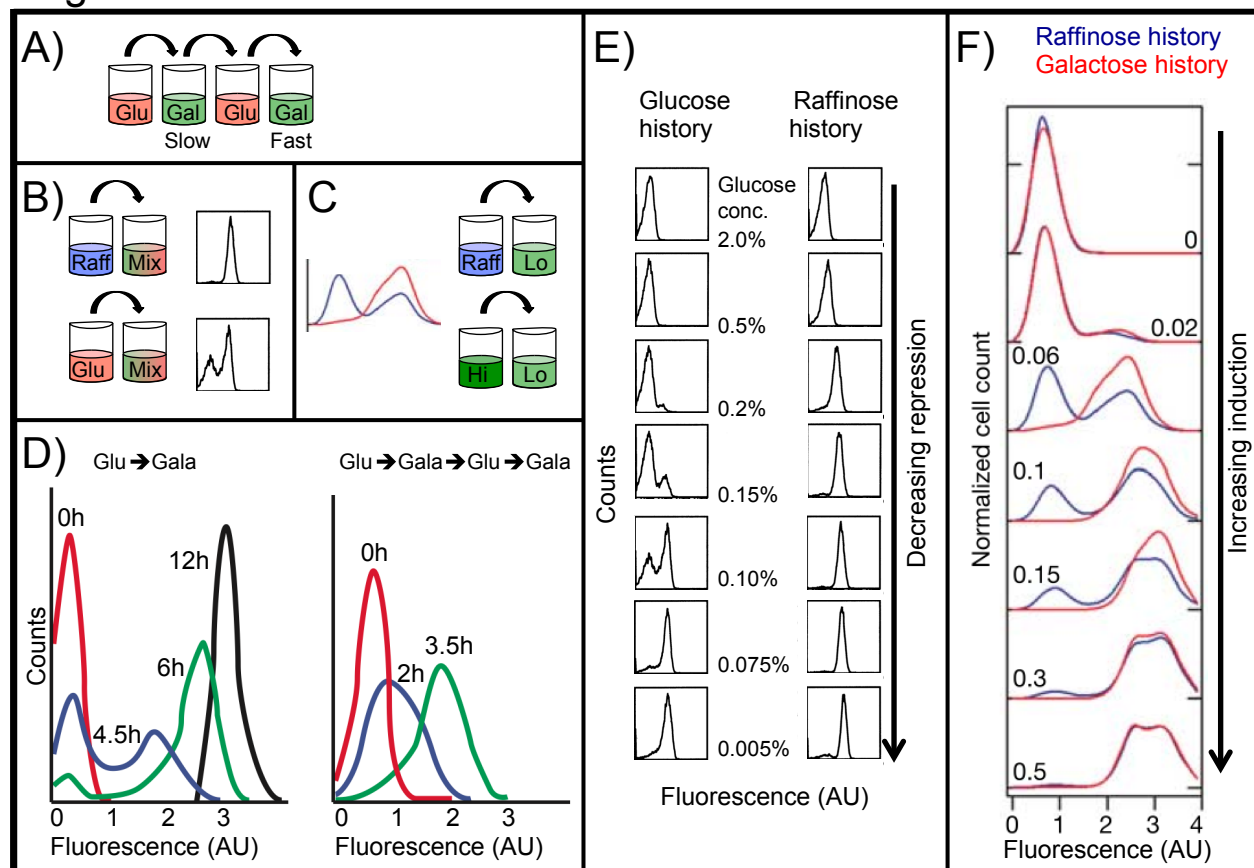 A)
Glu Gal Glu Gal
Slow Fast
B)
Raff Mix
Glu Mix
C
Raff Lo
Hi Lo
D)
Glu➔Gala
Glu➔Gala➔Glu➔Gala
0h
12h
6h
4.5h
Counts
0 1 2 3
Fluorescence (AU)
0h
2h
3.5h
0 1 2 3
Fluorescence (AU)
E)
Glucose
history
Raffinose
history
Glucose
conc.
2.0%
0.5%
0.2%
0.15%
0.10%
0.075%
0.005%
Counts
Decreasing repression
Fluorescence (AU)
F)
Raffinose history
Galactose history
0
0.02
0.06
0.1
0.15
0.3
0.5
Normalized cell count
Increasing induction
0 1 2 3 4
Fluorescence (AU)